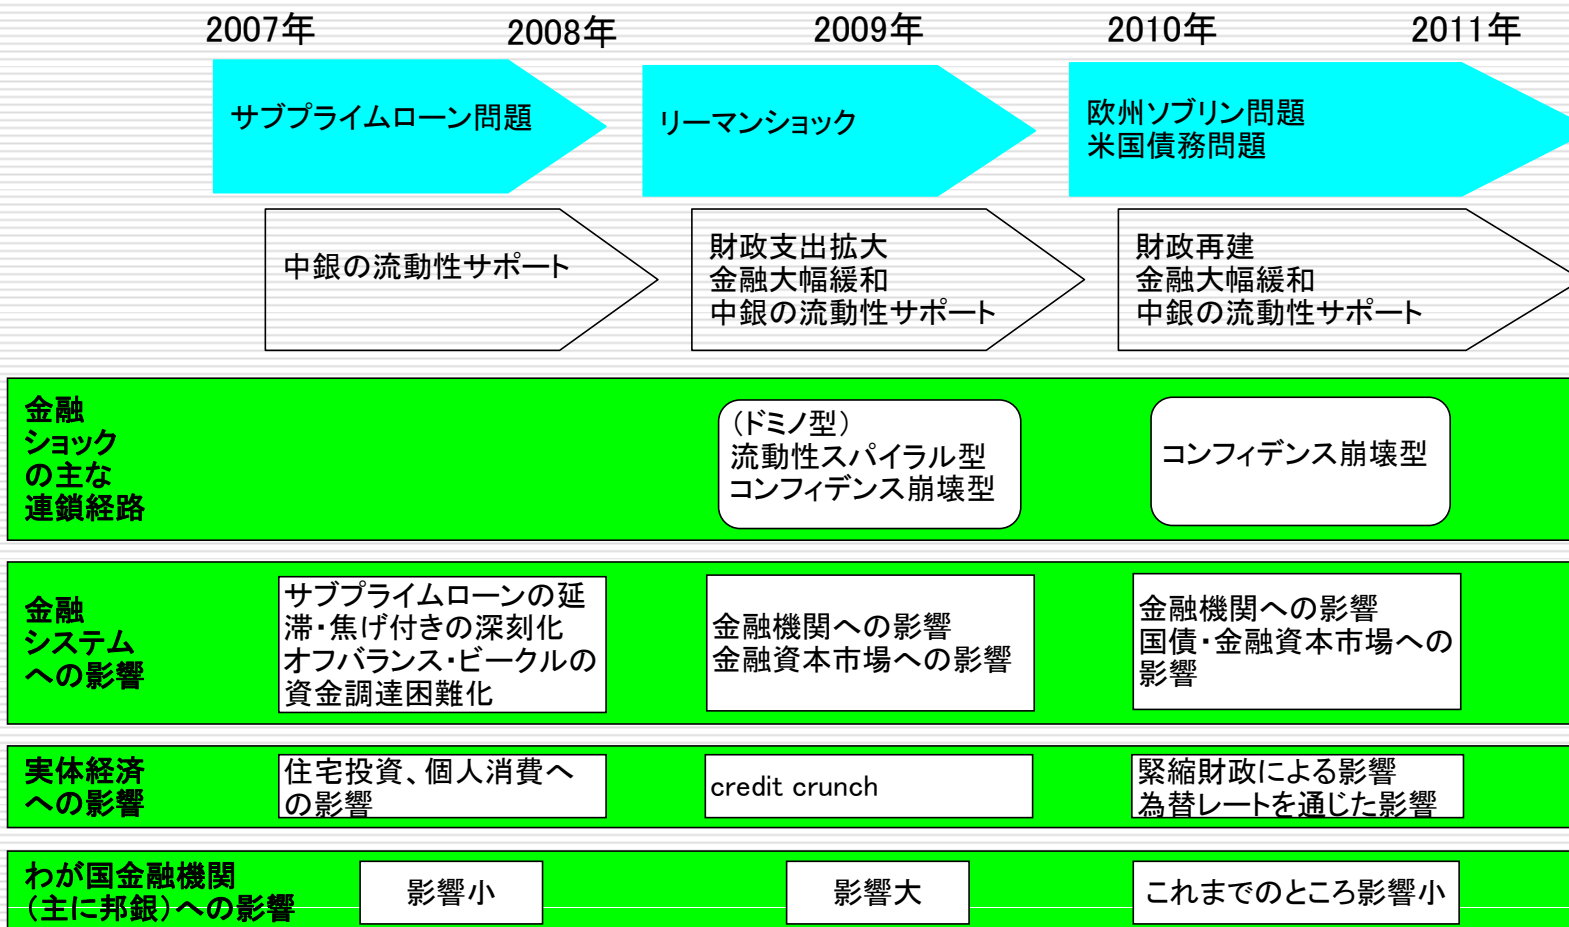 2007年
2008年
2009年
2010年
2011年
サブプライムローン問題
リーマンショック
欧州ソブリン問題
米国債務問題
中銀の流動性サポート
財政支出拡大
金融大幅緩和
中銀の流動性サポート
財政再建
金融大幅緩和
中銀の流動性サポート
金融
ショック
の主な
連鎖経路
（ドミノ型）
流動性スパイラル型
コンフィデンス崩壊型
コンフィデンス崩壊型
金融
システム
への影響
サブプライムローンの延
滞・焦げ付きの深刻化
オフバランス・ビークルの
資金調達困難化
金融機関への影響
金融資本市場への影響
金融機関への影響
国債・金融資本市場への
影響
実体経済
への影響
住宅投資、個人消費へ
の影響
credit crunch
緊縮財政による影響
為替レートを通じた影響
わが国金融機関
（主に邦銀）への影響
影響小
影響大
これまでのところ影響小